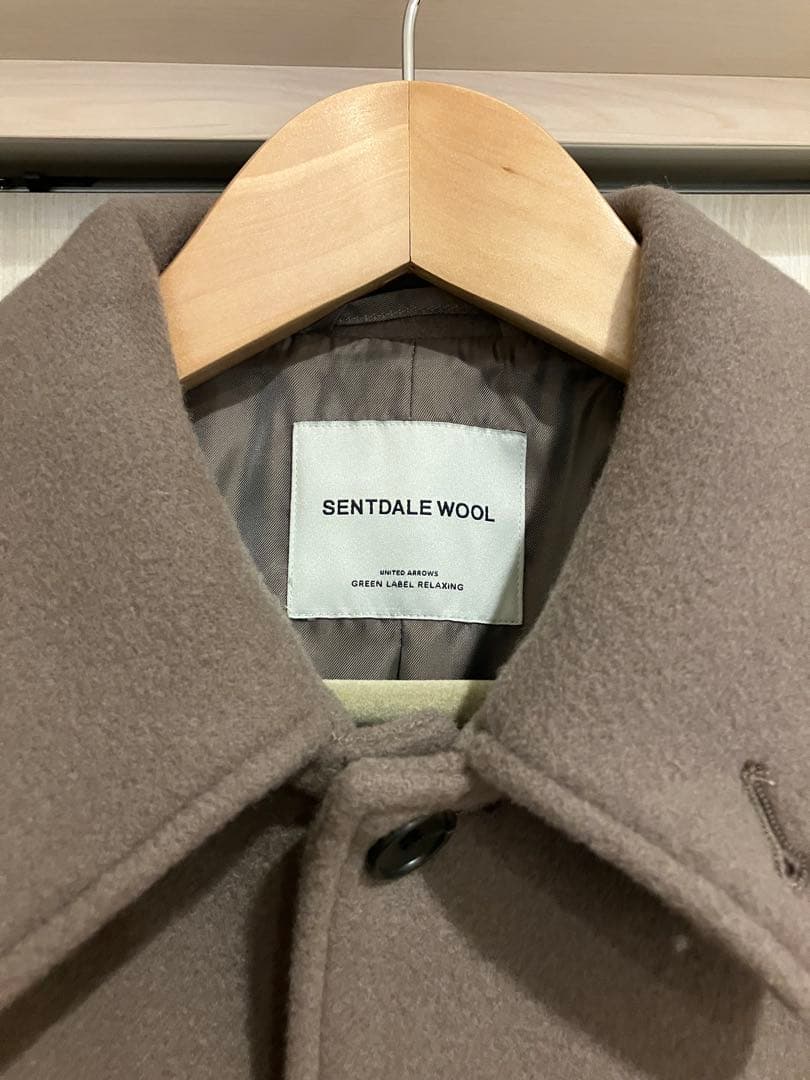 SENTDALE WOOL
UNITED ARROWS
GREEN LABEL RELAXING